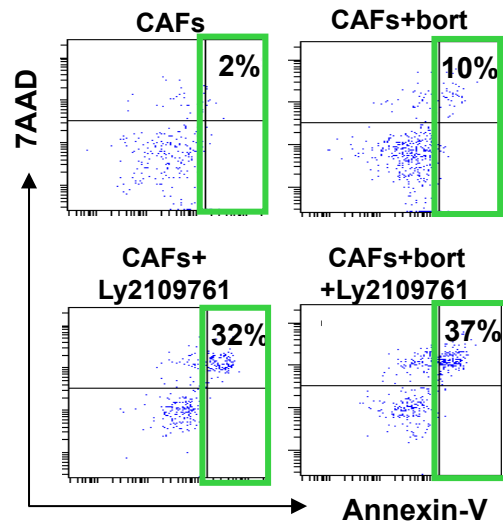 CAFs
CAFs+bort
2%
10%
7AAD
CAFs+
Ly2109761
CAFs+bort
+Ly2109761
32%
37%
Annexin-V